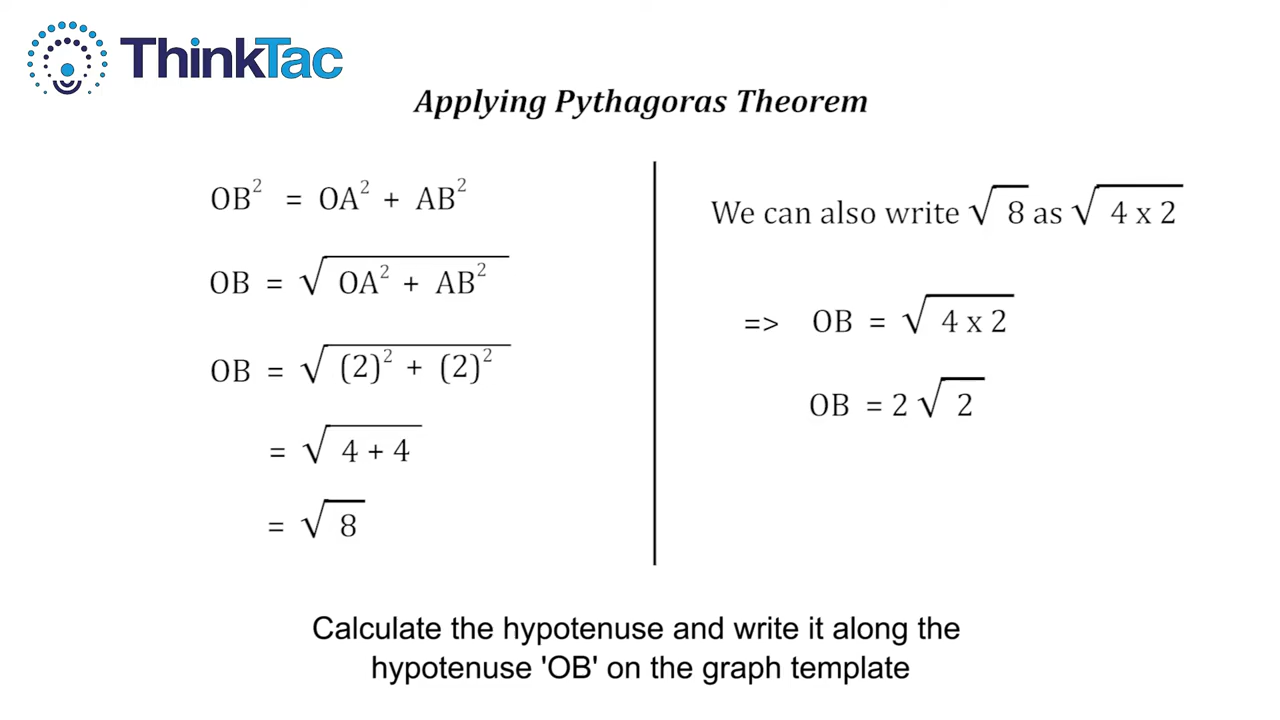 ThinkTac
Applying Pythagoras Theorem
OB² = OA² + AB²
OB = √OA² + AB²
OB = √(2)² + (2)²
= √4 + 4
= √8
We can also write √8 as √4 x 2
=> OB = √4 x 2
OB = 2√2
Calculate the hypotenuse and write it along the
hypotenuse 'OB' on the graph template